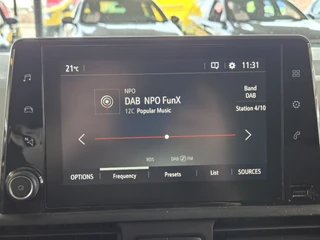 21°C
11:31
NPO
DAB NPO FunX
12C Popular Music
Band
DAB
Station 4/10
RDS DAB FM
OPTIONS Frequency Presets List SOURCES